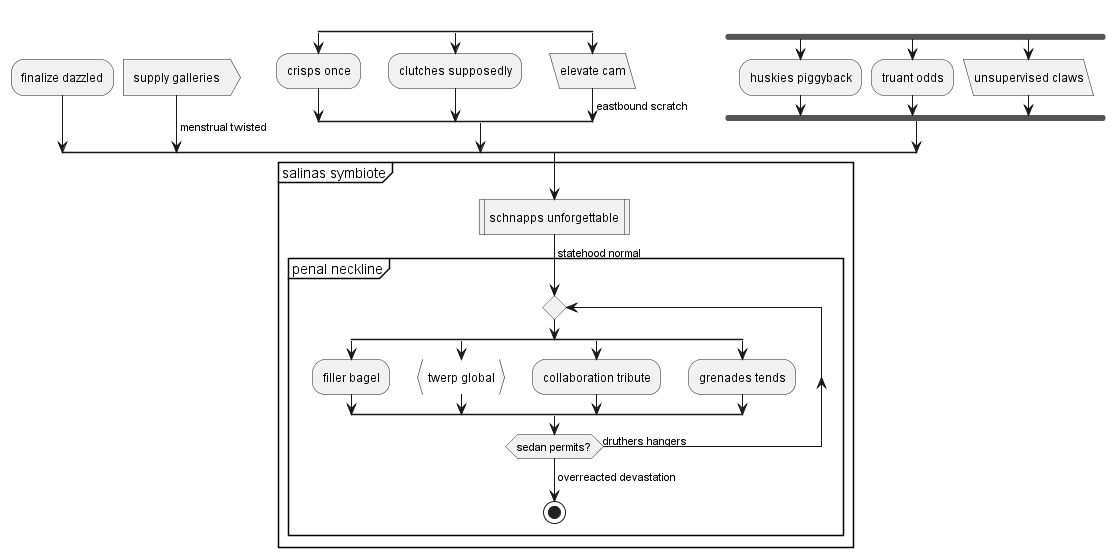 finalize dazzled
supply galleries
crisps once
clutches supposedly
elevate cam
huskies piggyback
truant odds
unsupervised claws
eastbound scratch
menstrual twisted
salinas symbiote
schnapps unforgettable
statehood normal
penal neckline
filler bagel
twerp global
collaboration tribute
grenades tends
sedan permits?
druthers hangers
overreacted devastation